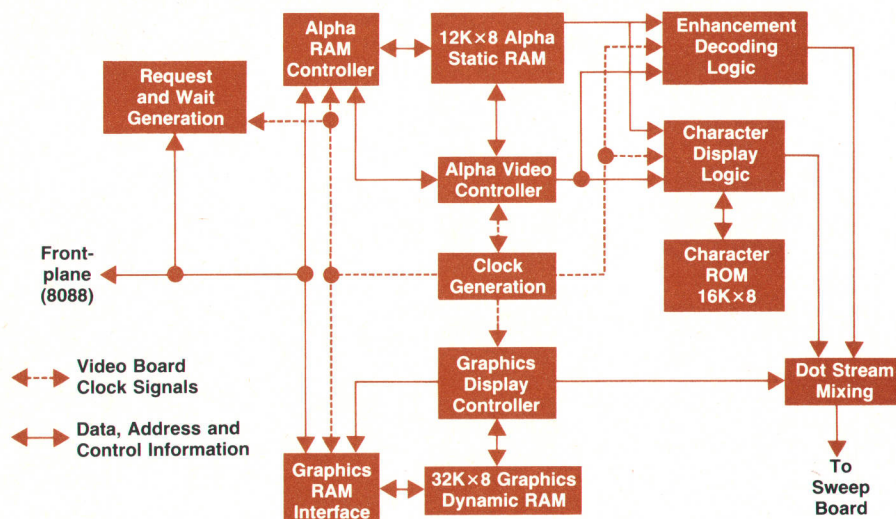 Alpha
RAM
Controller
12K×8 Alpha
Static RAM
Enhancement
Decoding
Logic
Request
and Wait
Generation
Alpha Video
Controller
Character
Display
Logic
Front-
plane
(8088)
Clock
Generation
Character
ROM
16K×8
Video Board
Clock Signals
Graphics
Display
Controller
Dot Stream
Mixing
Data, Address and
Control Information
Graphics
RAM
Interface
32K×8 Graphics
Dynamic RAM
To
Sweep
Board